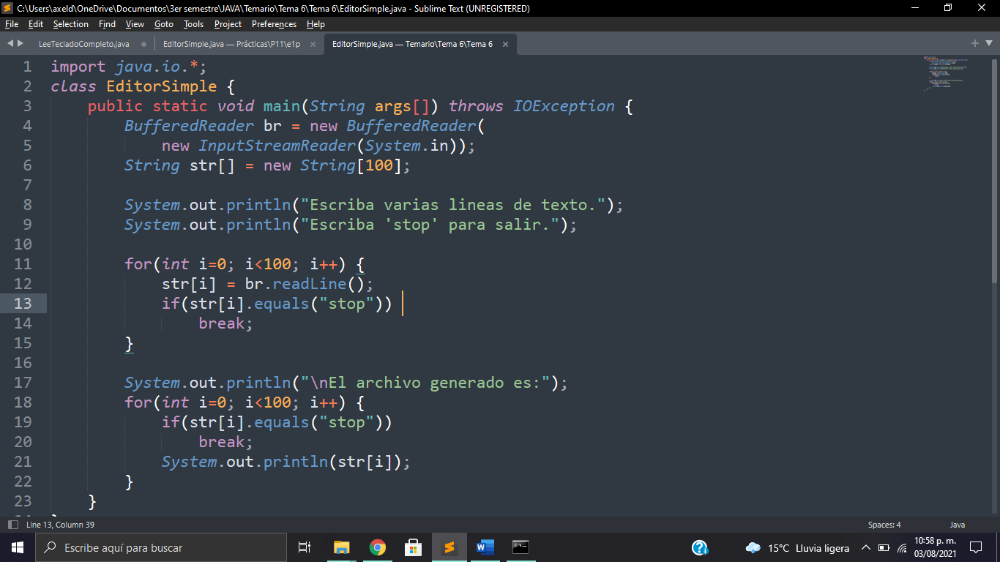 C:\Users\axeld\OneDrive\Documentos\3er semestre\JAVA\Temario\Tema 6\Tema 6\EditorSimple.java - Sublime Text (UNREGISTERED)
File Edit Selection Find View Goto Tools Project Preferences Help
LeeTecladoCompleto.java EditorSimple.java — Prácticas\P11\e1p EditorSimple.java — Temario\Tema 6\Tema 6
1 import java.io.*;
2 class EditorSimple {
3 public static void main(String args[]) throws IOException {
4 BufferedReader br = new BufferedReader(
5 new InputStreamReader(System.in));
6 String str[] = new String[100];
7
8 System.out.println("Escriba varias lineas de texto.");
9 System.out.println("Escriba 'stop' para salir.");
10
11 for(int i=0; i<100; i++) {
12 str[i] = br.readLine();
13 if(str[i].equals("stop"))
14 break;
15 }
16
17 System.out.println("\nEl archivo generado es:");
18 for(int i=0; i<100; i++) {
19 if(str[i].equals("stop"))
20 break;
21 System.out.println(str[i]);
22 }
23 }
Line 13, Column 39 Spaces: 4 Java
Escribe aquí para buscar 15°C Lluvia ligera 10:58 p. m.
03/08/2021